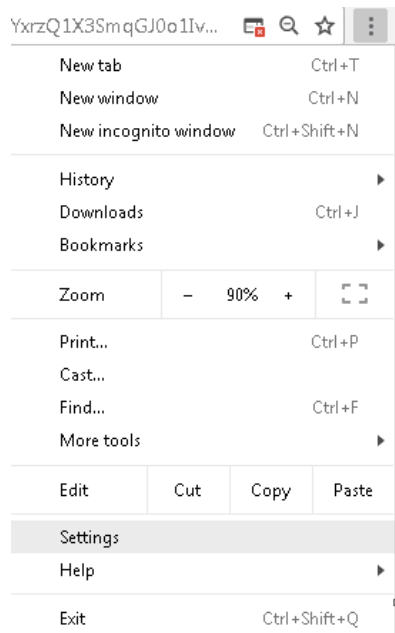 YxrzQ1X3SmqGJ0o1Iv...
New tab Ctrl+T
New window Ctrl+N
New incognito window Ctrl+Shift+N
History
Downloads Ctrl+J
Bookmarks
Zoom – 90% +
Print... Ctrl+P
Cast...
Find... Ctrl+F
More tools
Edit Cut Copy Paste
Settings
Help
Exit Ctrl+Shift+Q